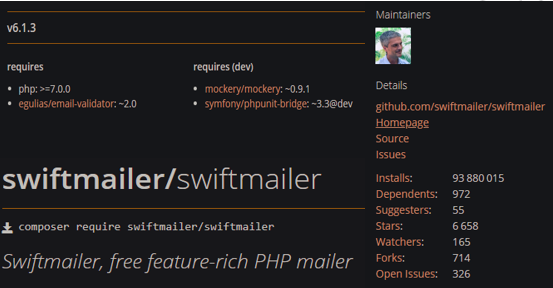 v6.1.3
requires
php: >=7.0.0
egulias/email-validator: ~2.0
requires (dev)
mockery/mockery: ~0.9.1
symfony/phpunit-bridge: ~3.3@dev
swiftmailer/swiftmailer
composer require swiftmailer/swiftmailer
Swiftmailer, free feature-rich PHP mailer
Maintainers
Details
github.com/swiftmailer/swiftmailer
Homepage
Source
Issues
Installs: 93 880 015
Dependents: 972
Suggesters: 55
Stars: 6 658
Watchers: 165
Forks: 714
Open Issues: 326